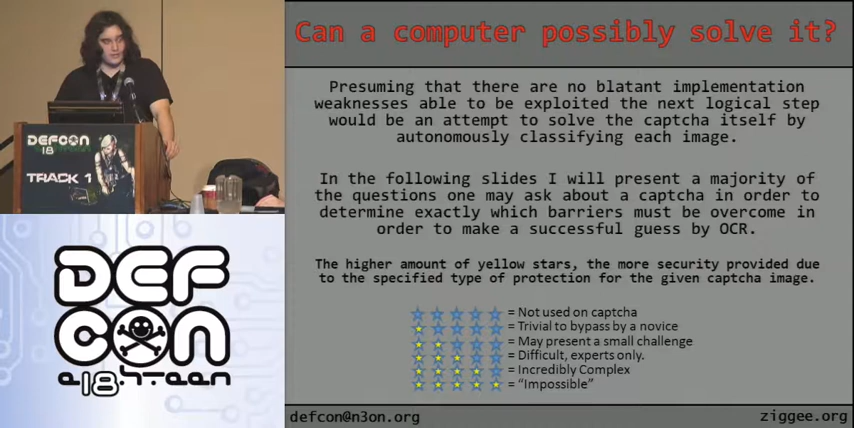 DEFCON
18
TRACK 1
DEF
CON
e18.hteen
Can a computer possibly solve it?
Presuming that there are no blatant implementation
weaknesses able to be exploited the next logical step
would be an attempt to solve the captcha itself by
autonomously classifying each image.
In the following slides I will present a majority of
the questions one may ask about a captcha in order to
determine exactly which barriers must be overcome in
order to make a successful guess by OCR.
The higher amount of yellow stars, the more security provided due
to the specified type of protection for the given captcha image.
= Not used on captcha
= Trivial to bypass by a novice
= May present a small challenge
= Difficult, experts only.
= Incredibly Complex
= “Impossible”
defcon@n3on.org
ziggee.org